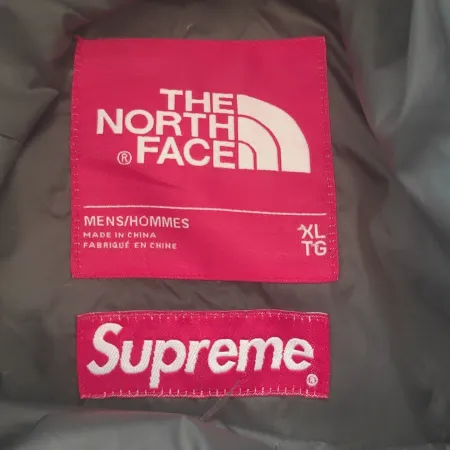 THE
NORTH
FACE
®
MENS/HOMMES
MADE IN CHINA
FABRIQUÉ EN CHINE
XL
TG
Supreme
®